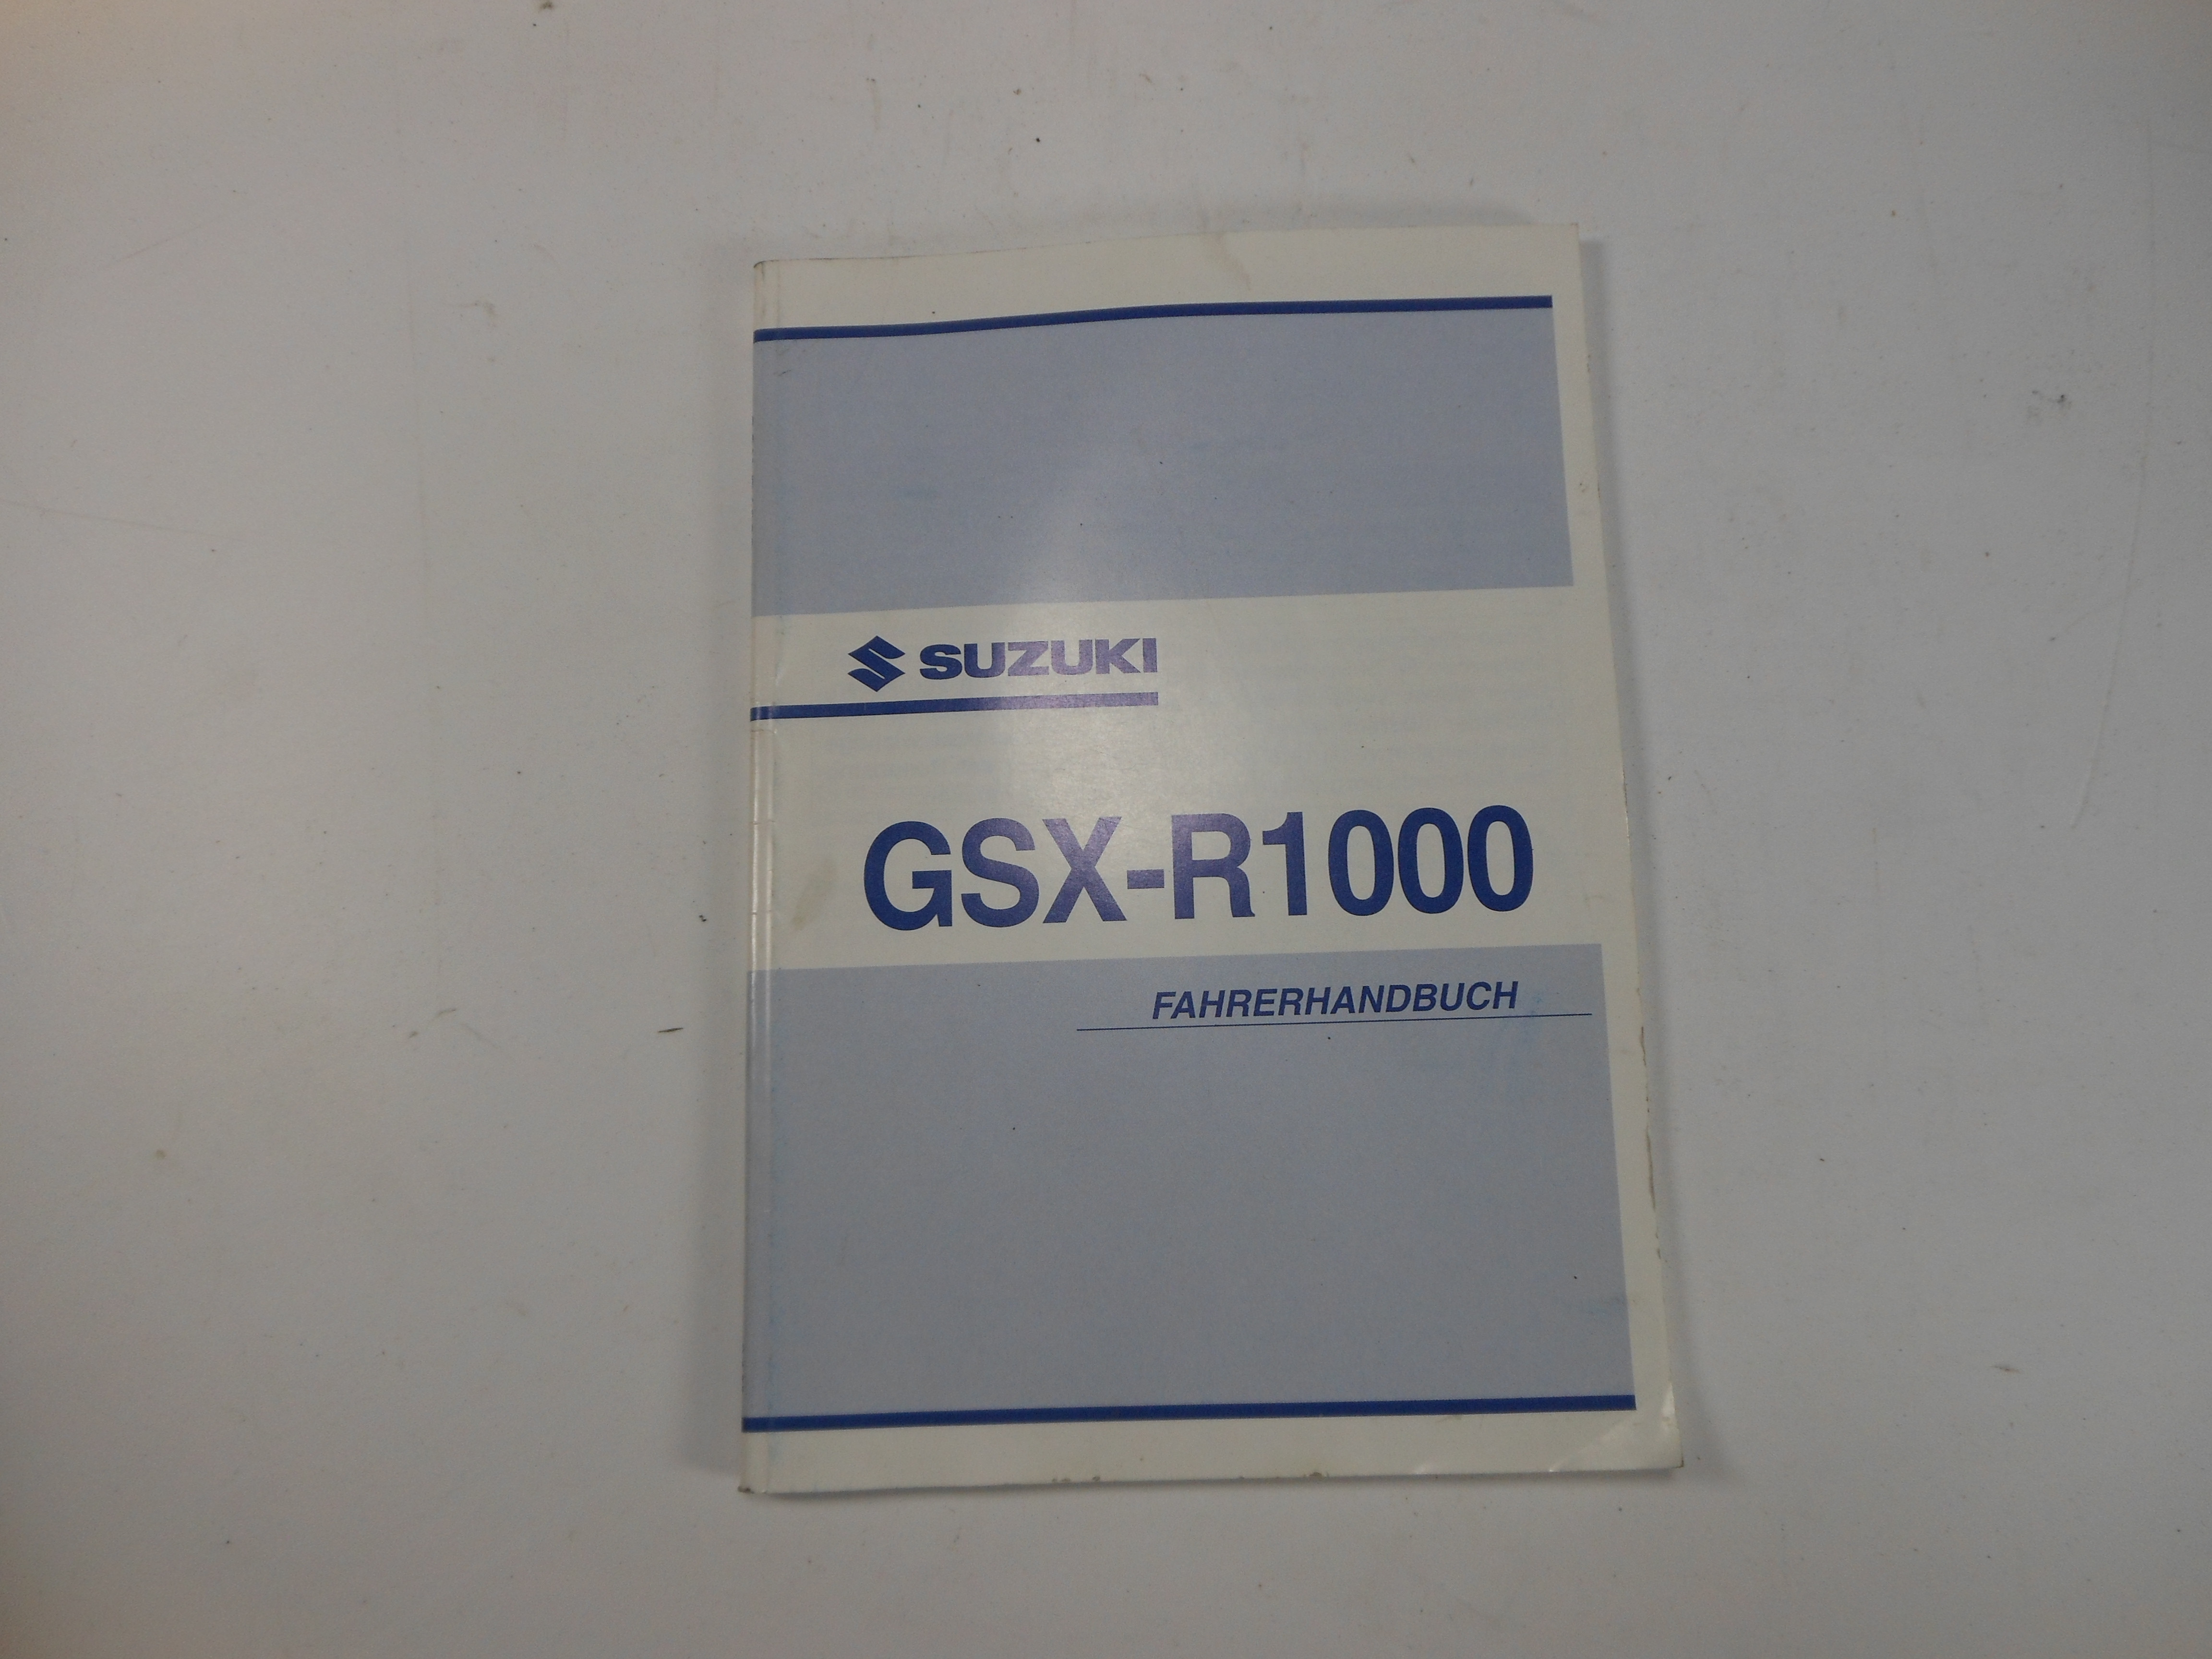 SUZUKI
GSX-R1000
FAHRERHANDBUCH